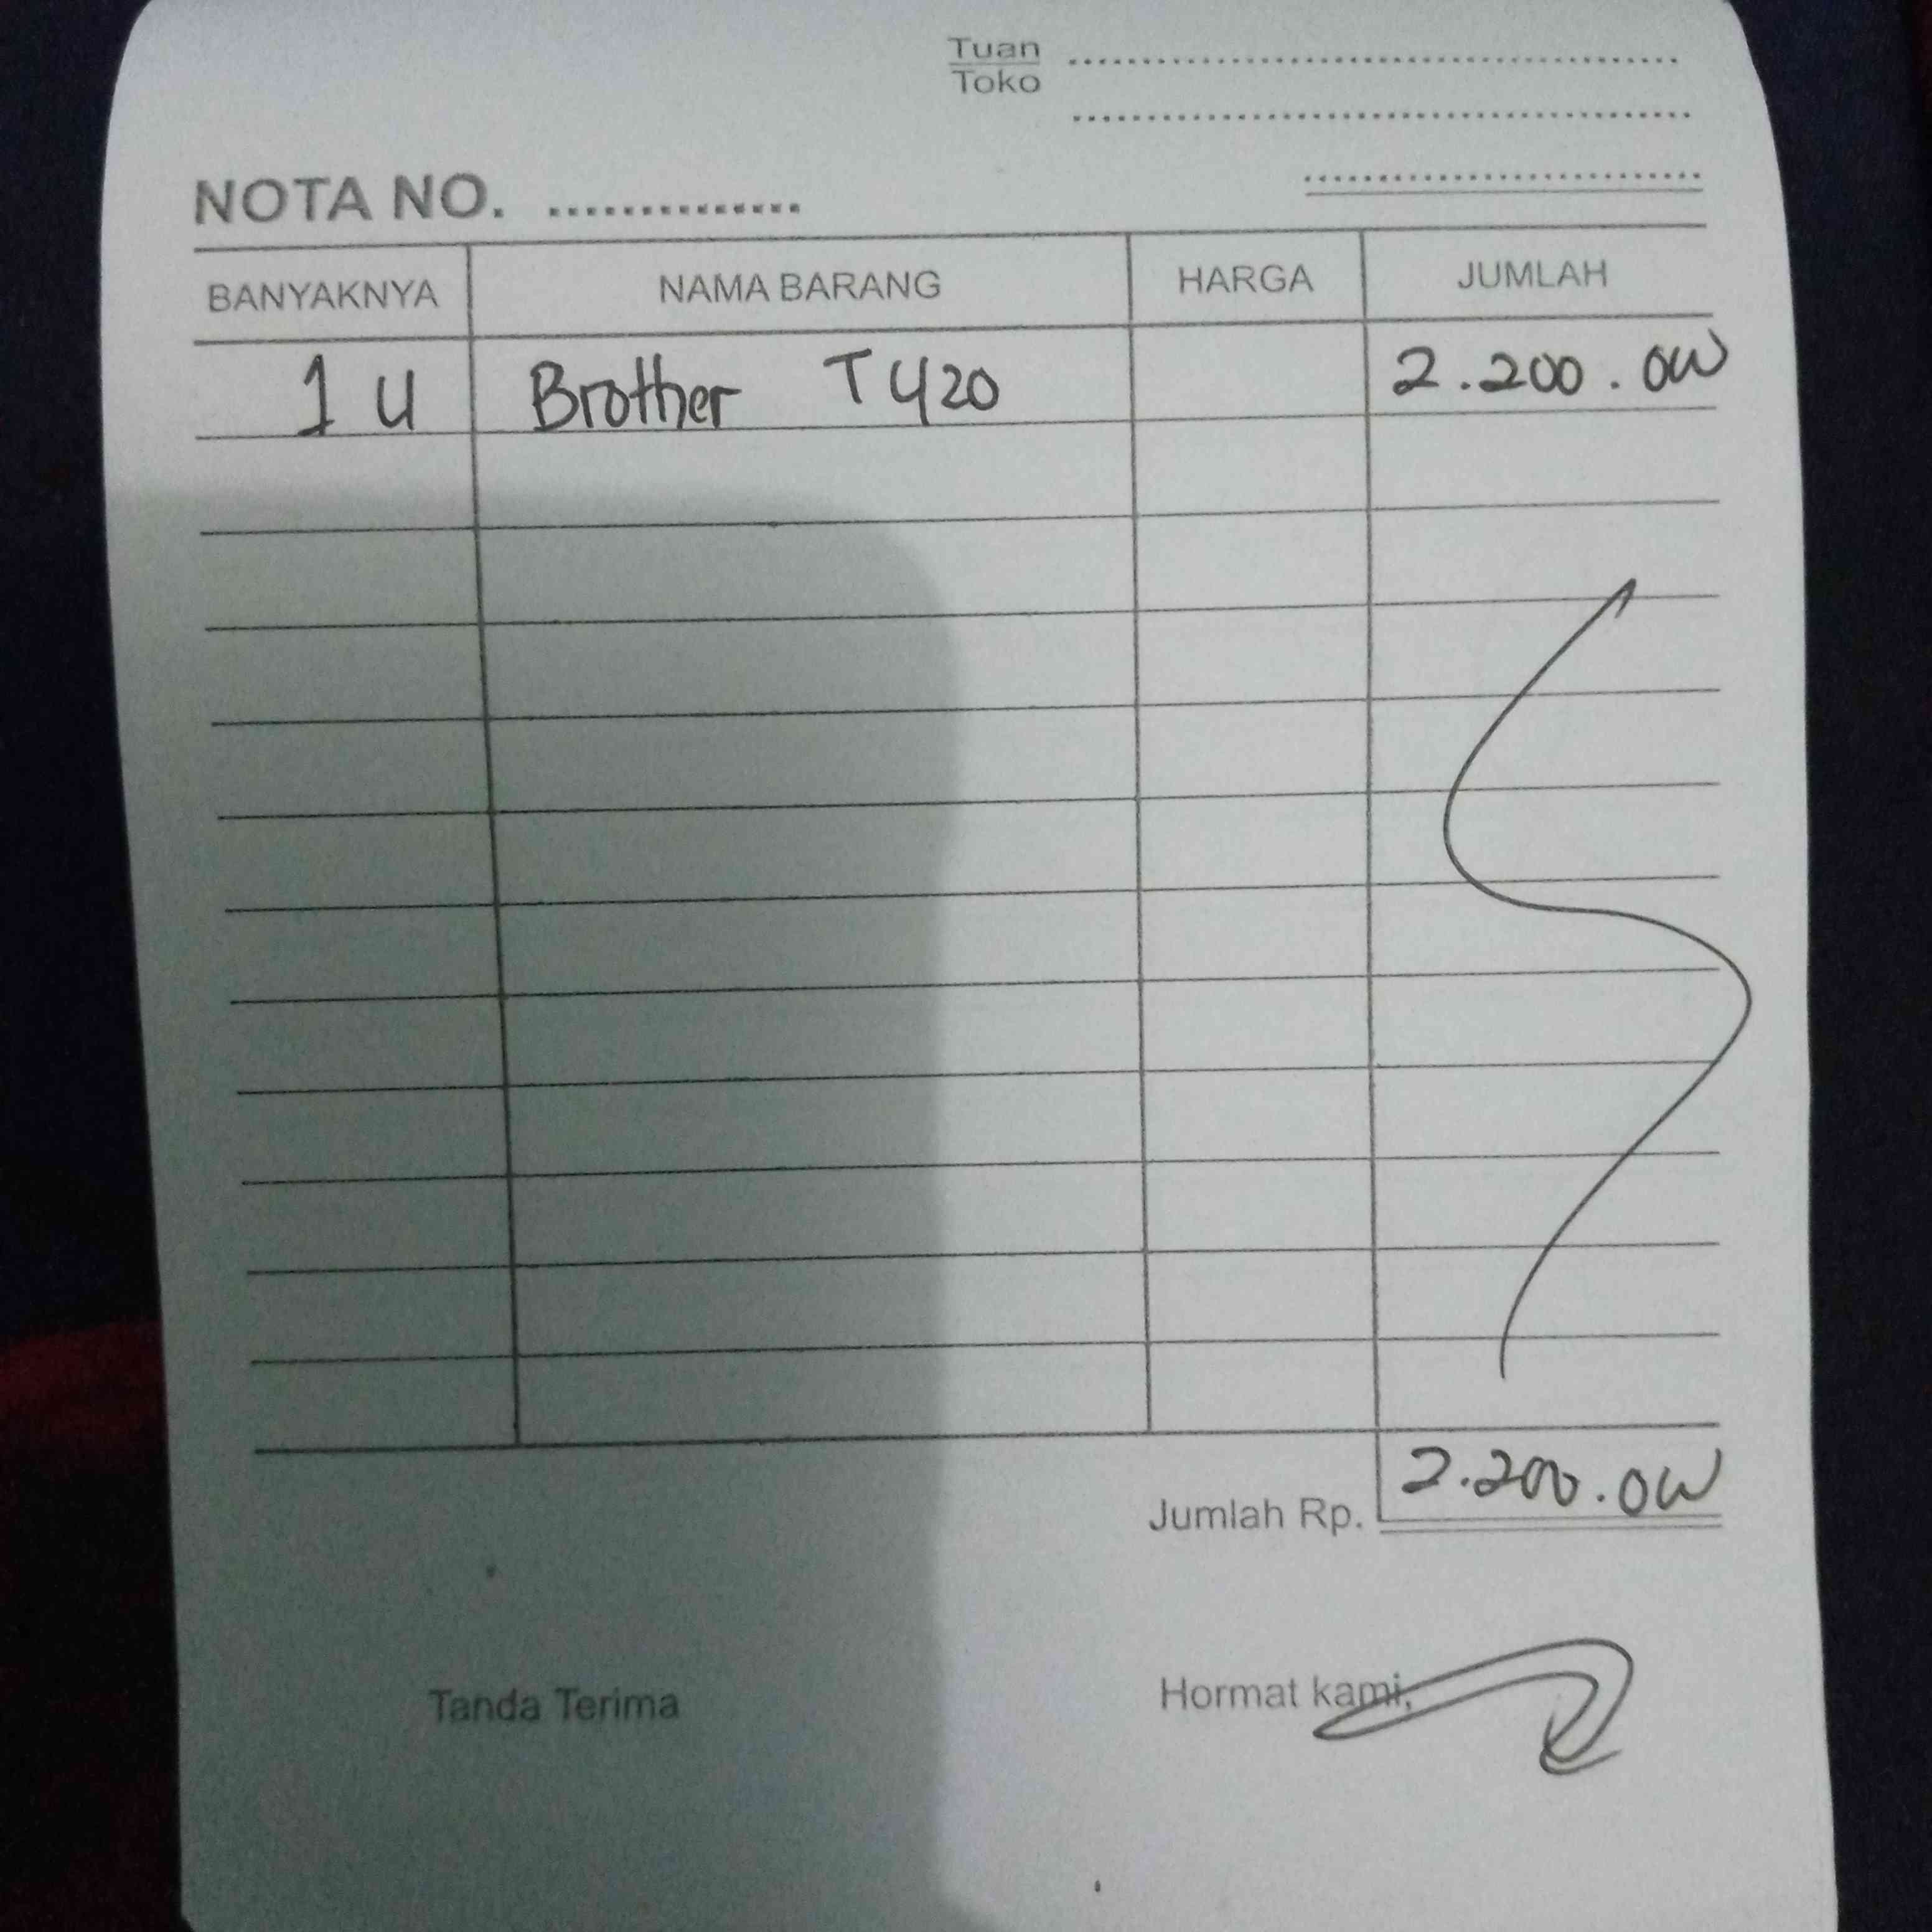 Tuan
Toko
NOTA NO. ..............
BANYAKNYA NAMA BARANG HARGA JUMLAH
1 U Brother T420 2.200.000
Jumlah Rp. 2.200.000
Tanda Terima Hormat kami,